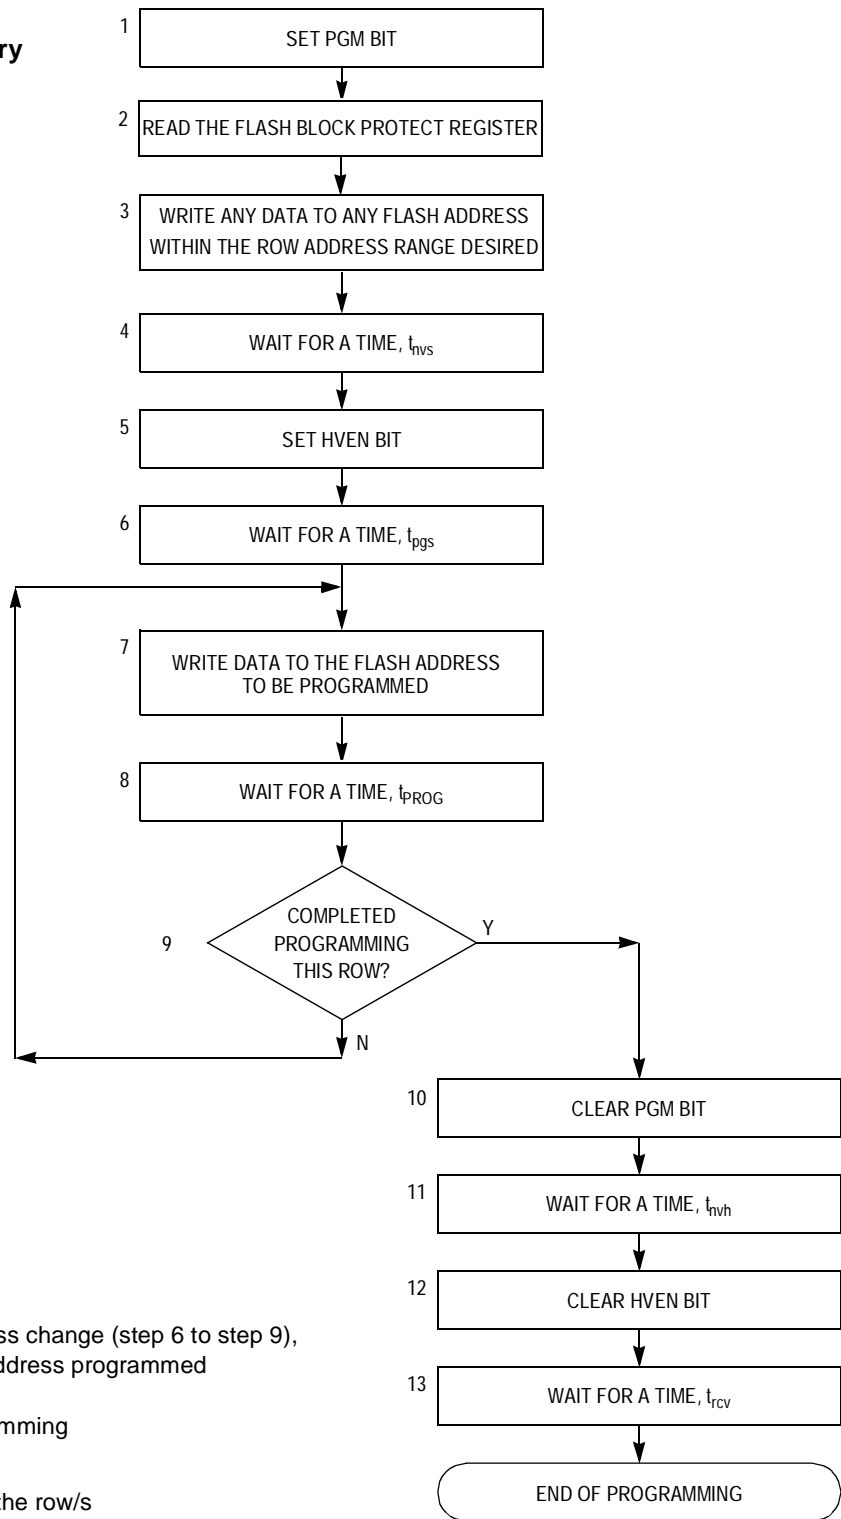 ry
1
SET PGM BIT
2
READ THE FLASH BLOCK PROTECT REGISTER
3
WRITE ANY DATA TO ANY FLASH ADDRESS
WITHIN THE ROW ADDRESS RANGE DESIRED
4
WAIT FOR A TIME, tnvs
5
SET HVEN BIT
6
WAIT FOR A TIME, tpgs
7
WRITE DATA TO THE FLASH ADDRESS
TO BE PROGRAMMED
8
WAIT FOR A TIME, tPROG
9
COMPLETED
PROGRAMMING
THIS ROW?
Y
N
10
CLEAR PGM BIT
11
WAIT FOR A TIME, tnvh
12
CLEAR HVEN BIT
13
WAIT FOR A TIME, trcv
END OF PROGRAMMING
ss change (step 6 to step 9),
ddress programmed
mming
the row/s